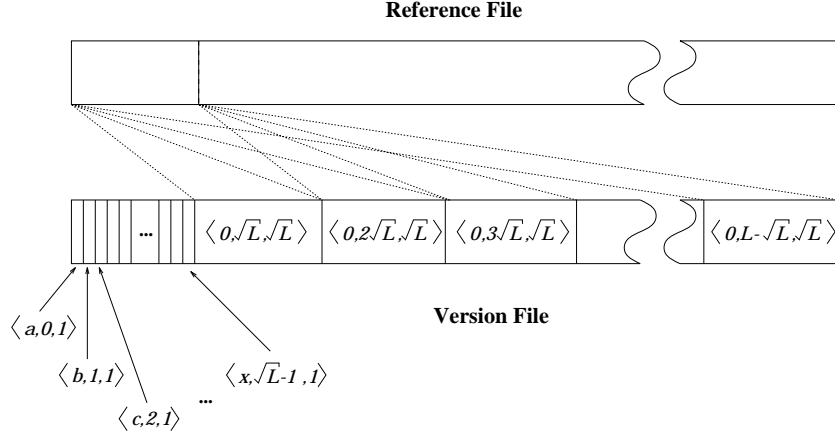 Reference File
...
⟨0,√L,√L⟩ ⟨0,2√L,√L⟩ ⟨0,3√L,√L⟩ ⟨0,L-√L,√L⟩
Version File
⟨a,0,1⟩
⟨b,1,1⟩ ... ⟨x,√L-1,1⟩
⟨c,2,1⟩